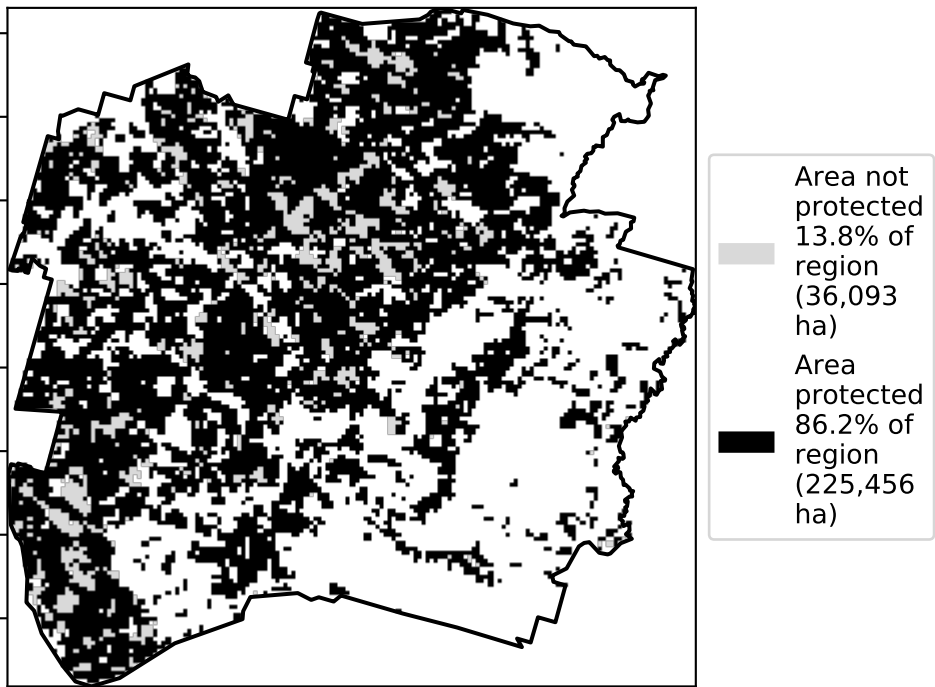 Area not
protected
13.8% of
region
(36,093
ha)
Area
protected
86.2% of
region
(225,456
ha)